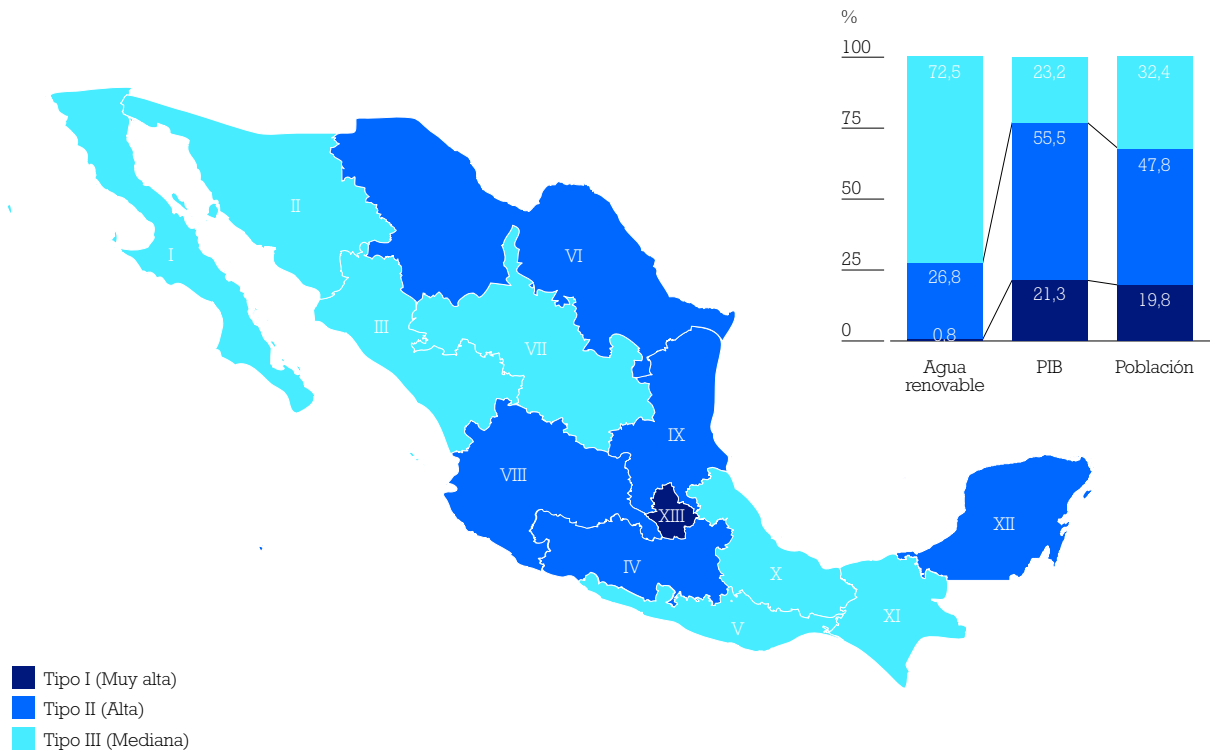 %
100
75
50
25
0
72,5
23,2
32,4
55,5
47,8
26,8
21,3
19,8
0,8
Agua
renovable
PIB
Población
I
II
III
IV
V
VI
VII
VIII
IX
X
XI
XII
XIII
Tipo I (Muy alta)
Tipo II (Alta)
Tipo III (Mediana)